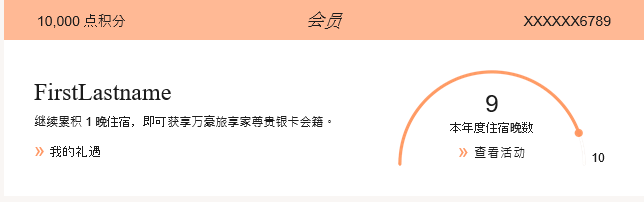 10,000 点积分
会员
XXXXXX6789
FirstLastname
继续累积 1 晚住宿，即可获享万豪旅享家尊贵银卡会籍。
» 我的礼遇
9
本年度住宿晚数
» 查看活动
10